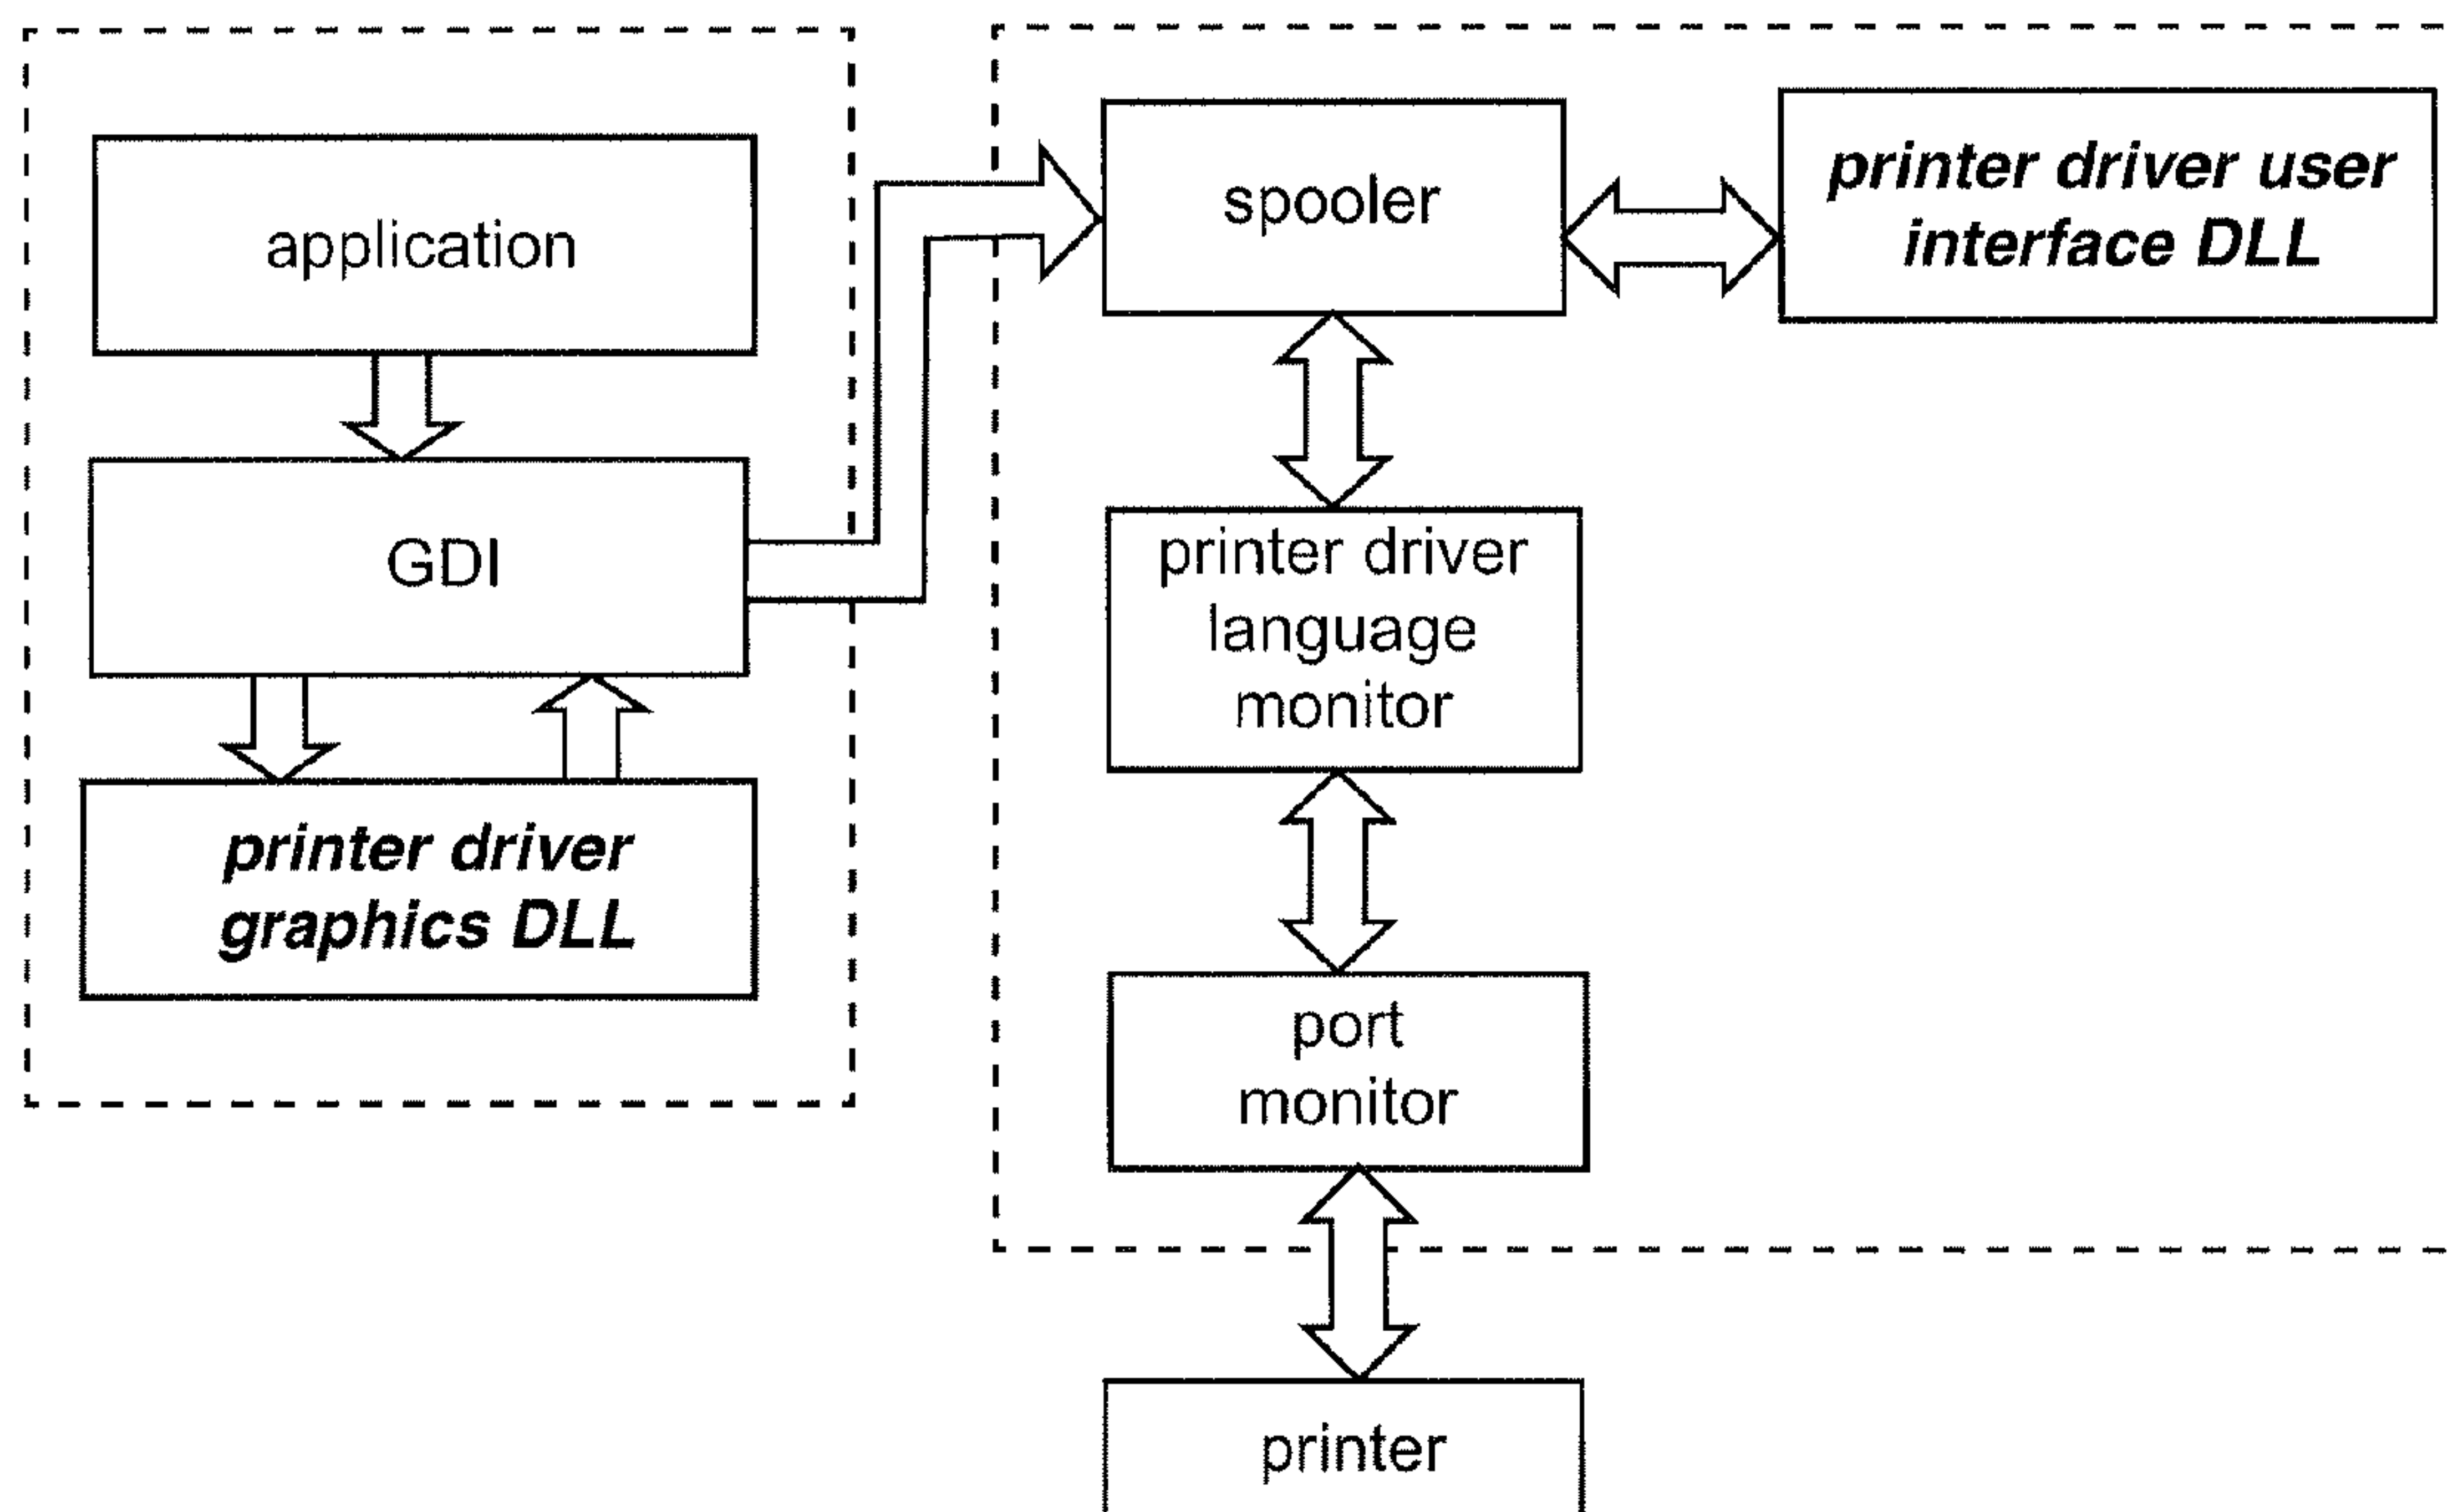 application
GDI
printer driver
graphics DLL
spooler
printer driver user
interface DLL
printer driver
language
monitor
port
monitor
printer